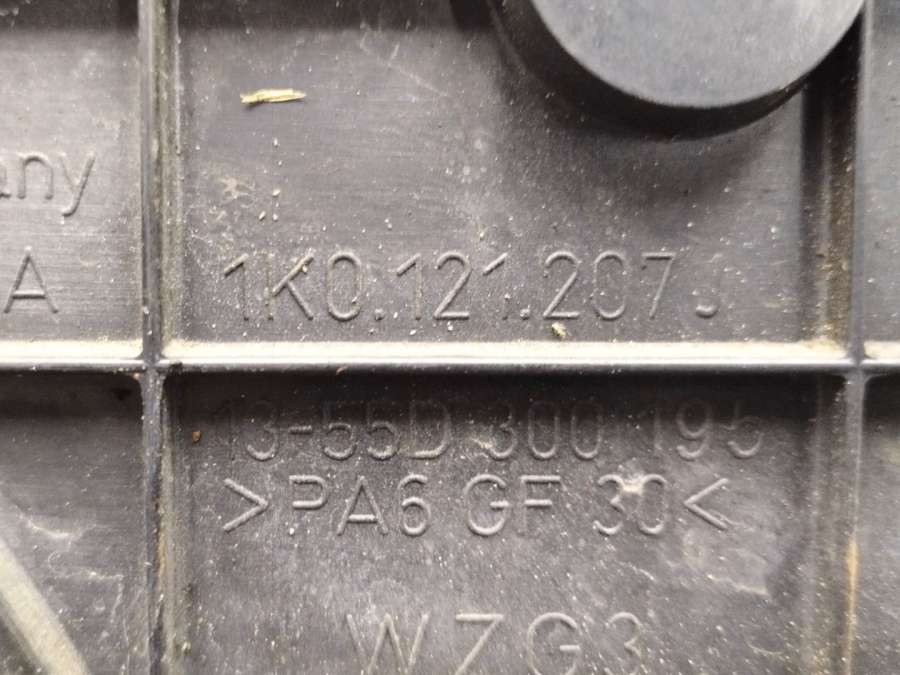 any
A
1K0.121.207 J
13-55D 300 195
>PA6 GF 30<
WZG3